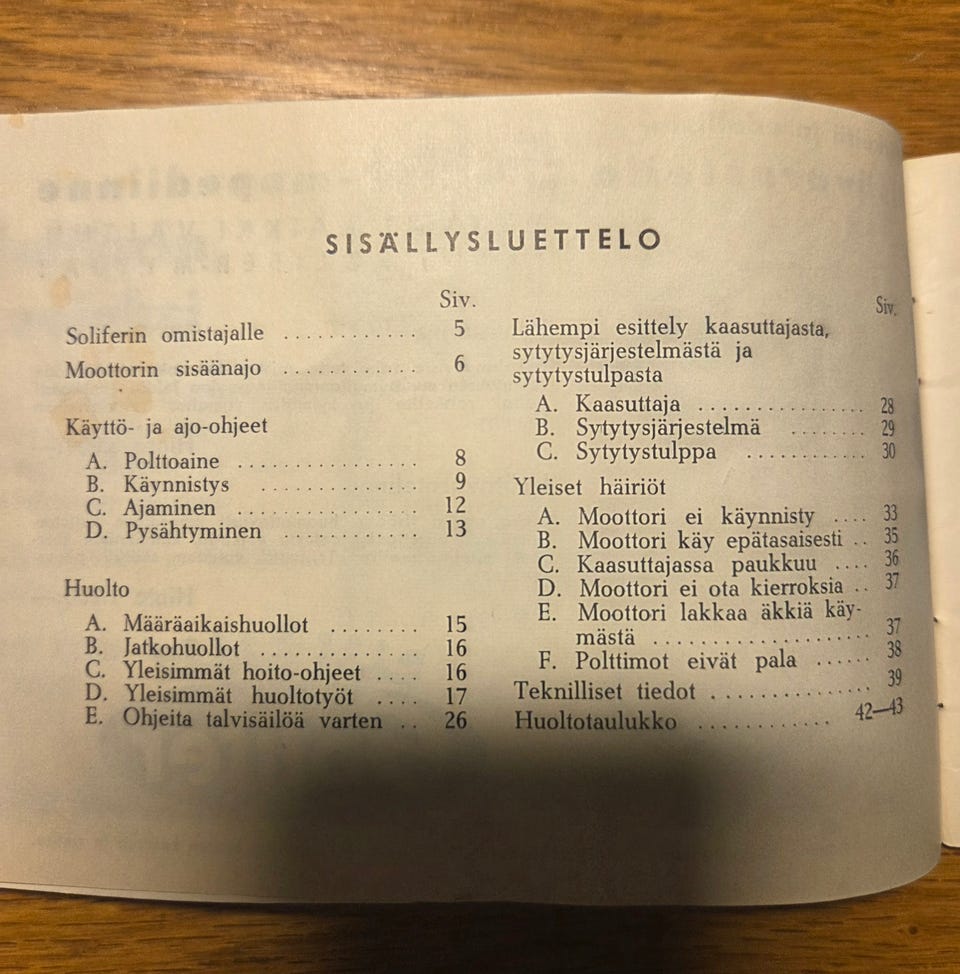 SISÄLLYSLUETTELO
Siv.
Soliferin omistajalle ............ 5
Moottorin sisäänajo ............ 6
Käyttö- ja ajo-ohjeet
A. Polttoaine ................ 8
B. Käynnistys .............. 9
C. Ajaminen ................ 12
D. Pysähtyminen ............ 13
Huolto
A. Määräaikaishuollot ........ 15
B. Jatkohuollot .............. 16
C. Yleisimmät hoito-ohjeet .... 16
D. Yleisimmät huoltotyöt .... 17
E. Ohjeita talvisäilöä varten .. 26
Siv.
Lähempi esittely kaasuttajasta,
sytytysjärjestelmästä ja
sytytystulpasta
A. Kaasuttaja ................ 28
B. Sytytysjärjestelmä ........ 29
C. Sytytystulppa ............ 30
Yleiset häiriöt
A. Moottori ei käynnisty .... 33
B. Moottori käy epätasaisesti .. 35
C. Kaasuttajassa paukkuu .... 36
D. Moottori ei ota kierroksia .. 37
E. Moottori lakkaa äkkiä käy-
mästä ..................... 37
F. Polttimot eivät pala ...... 38
Teknilliset tiedot ............... 39
Huoltotaulukko ............ 42—43